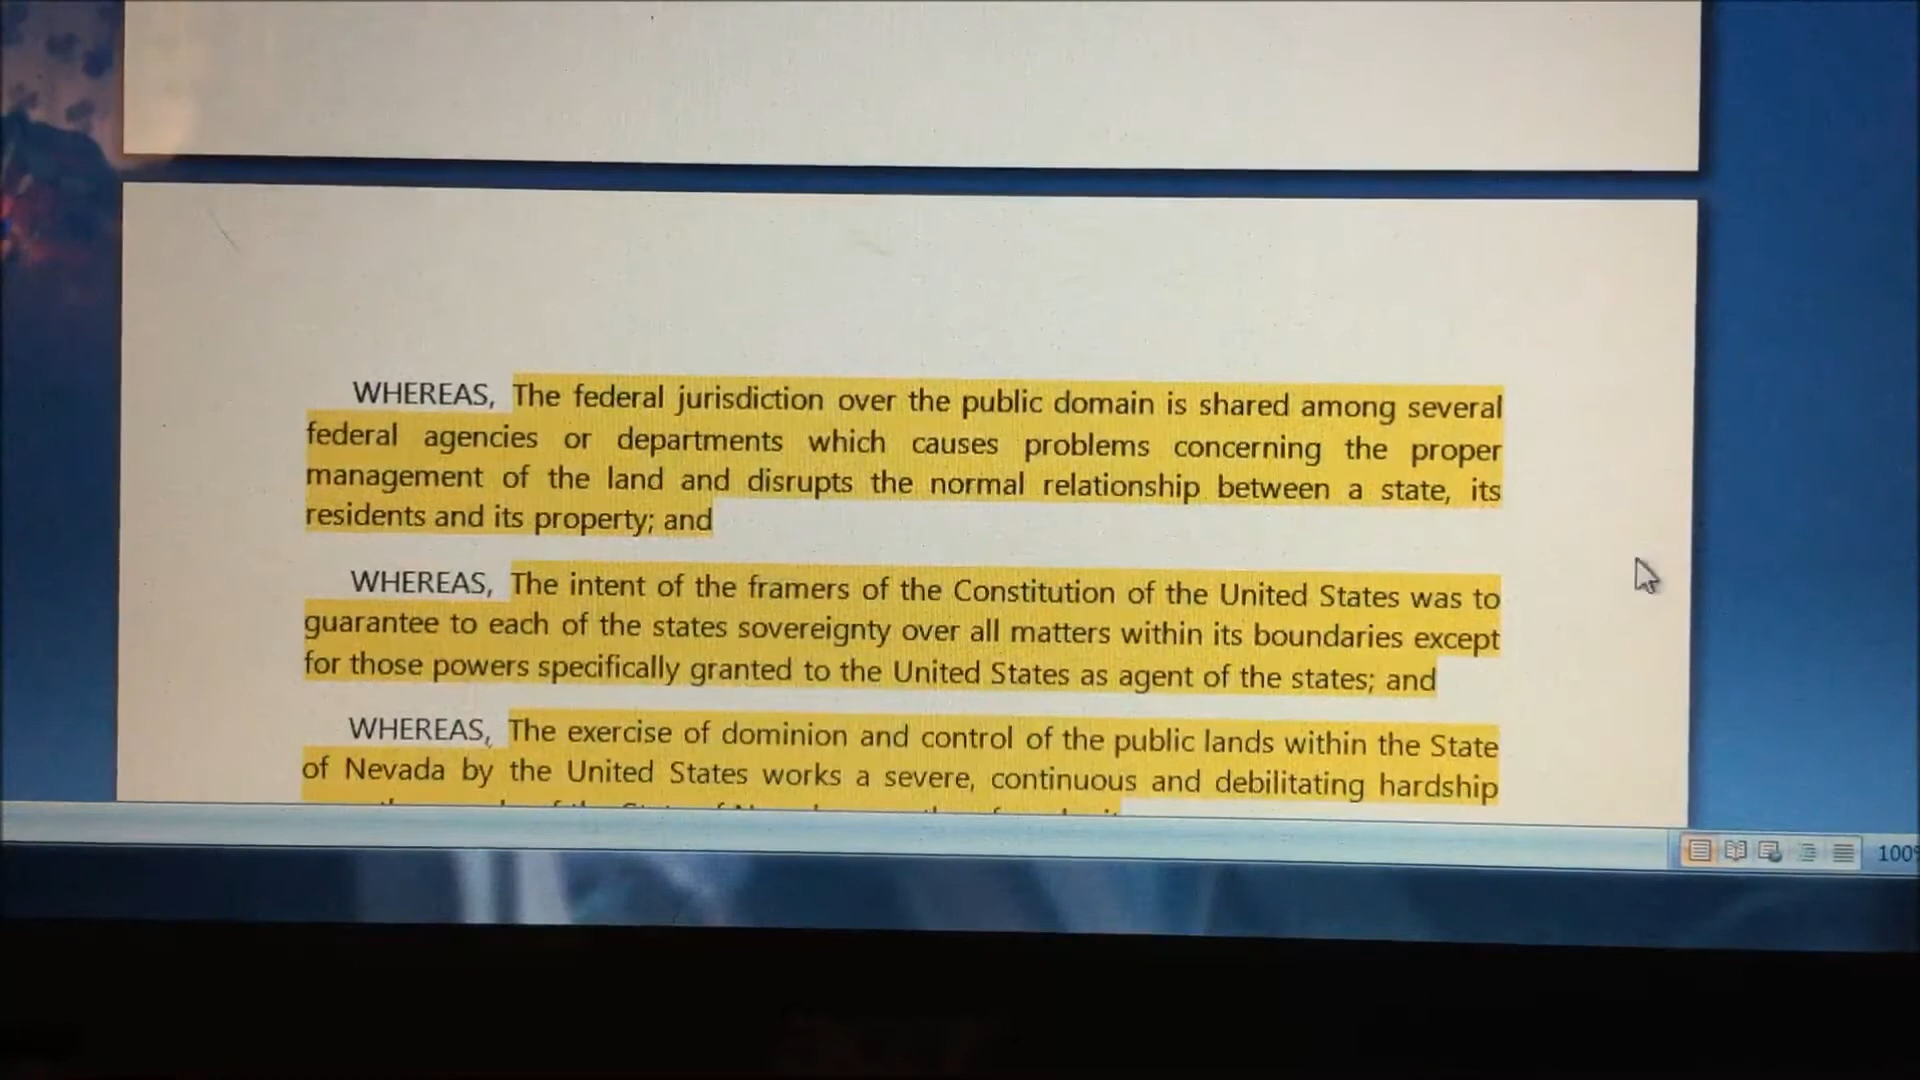 WHEREAS, The federal jurisdiction over the public domain is shared among several
federal agencies or departments which causes problems concerning the proper
management of the land and disrupts the normal relationship between a state, its
residents and its property; and
WHEREAS, The intent of the framers of the Constitution of the United States was to
guarantee to each of the states sovereignty over all matters within its boundaries except
for those powers specifically granted to the United States as agent of the states; and
WHEREAS, The exercise of dominion and control of the public lands within the State
of Nevada by the United States works a severe, continuous and debilitating hardship
100%